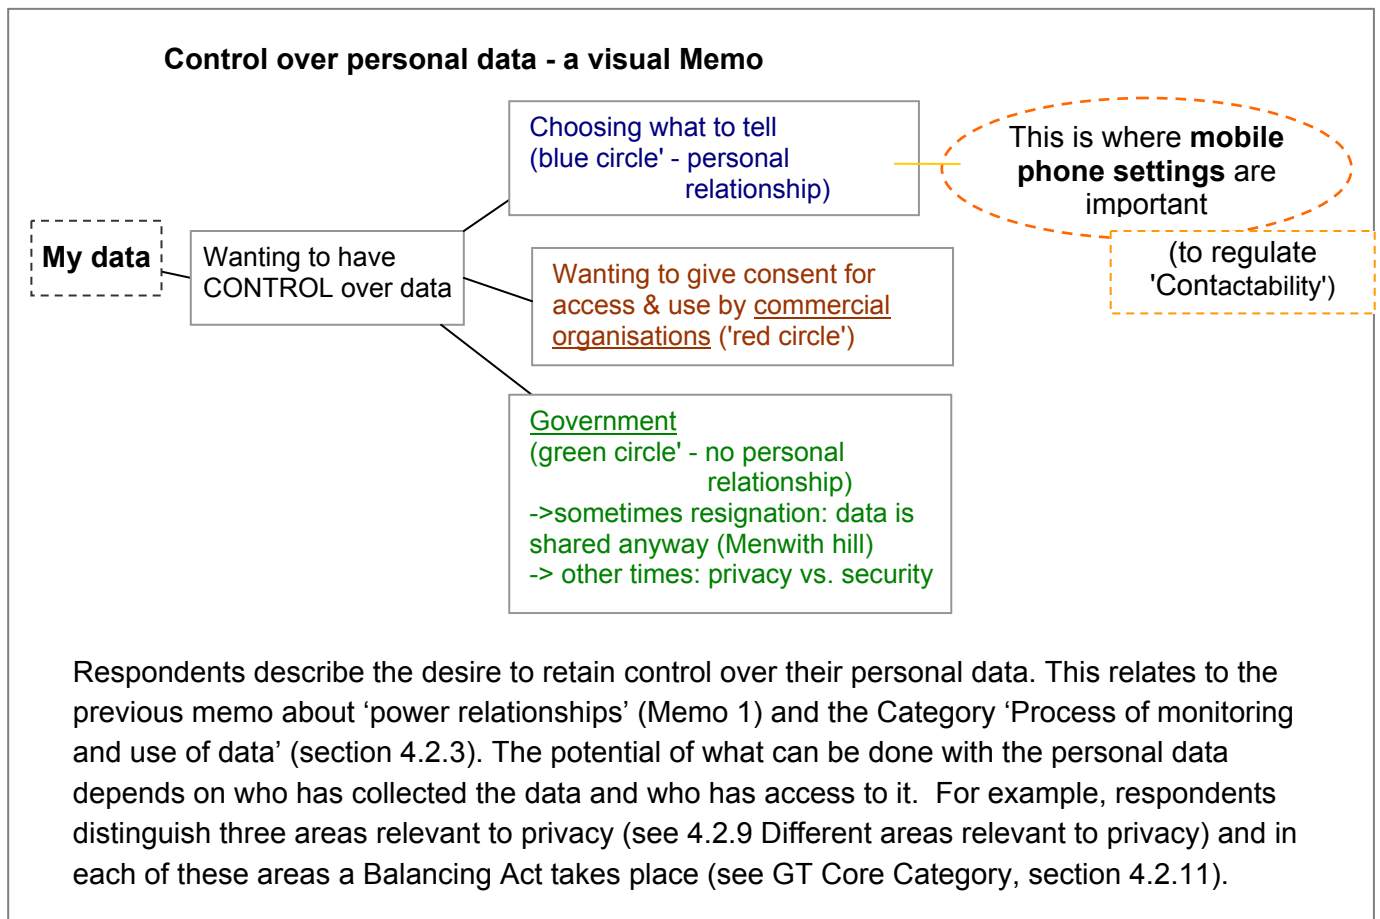 Control over personal data - a visual Memo
Choosing what to tell
(blue circle' - personal
relationship)
This is where mobile
phone settings are
important
(to regulate
'Contactability')
My data
Wanting to have
CONTROL over data
Wanting to give consent for
access & use by commercial
organisations ('red circle')
Government
(green circle' - no personal
relationship)
->sometimes resignation: data is
shared anyway (Menwith hill)
-> other times: privacy vs. security
Respondents describe the desire to retain control over their personal data. This relates to the
previous memo about ‘power relationships’ (Memo 1) and the Category ‘Process of monitoring
and use of data’ (section 4.2.3). The potential of what can be done with the personal data
depends on who has collected the data and who has access to it.  For example, respondents
distinguish three areas relevant to privacy (see 4.2.9 Different areas relevant to privacy) and in
each of these areas a Balancing Act takes place (see GT Core Category, section 4.2.11).